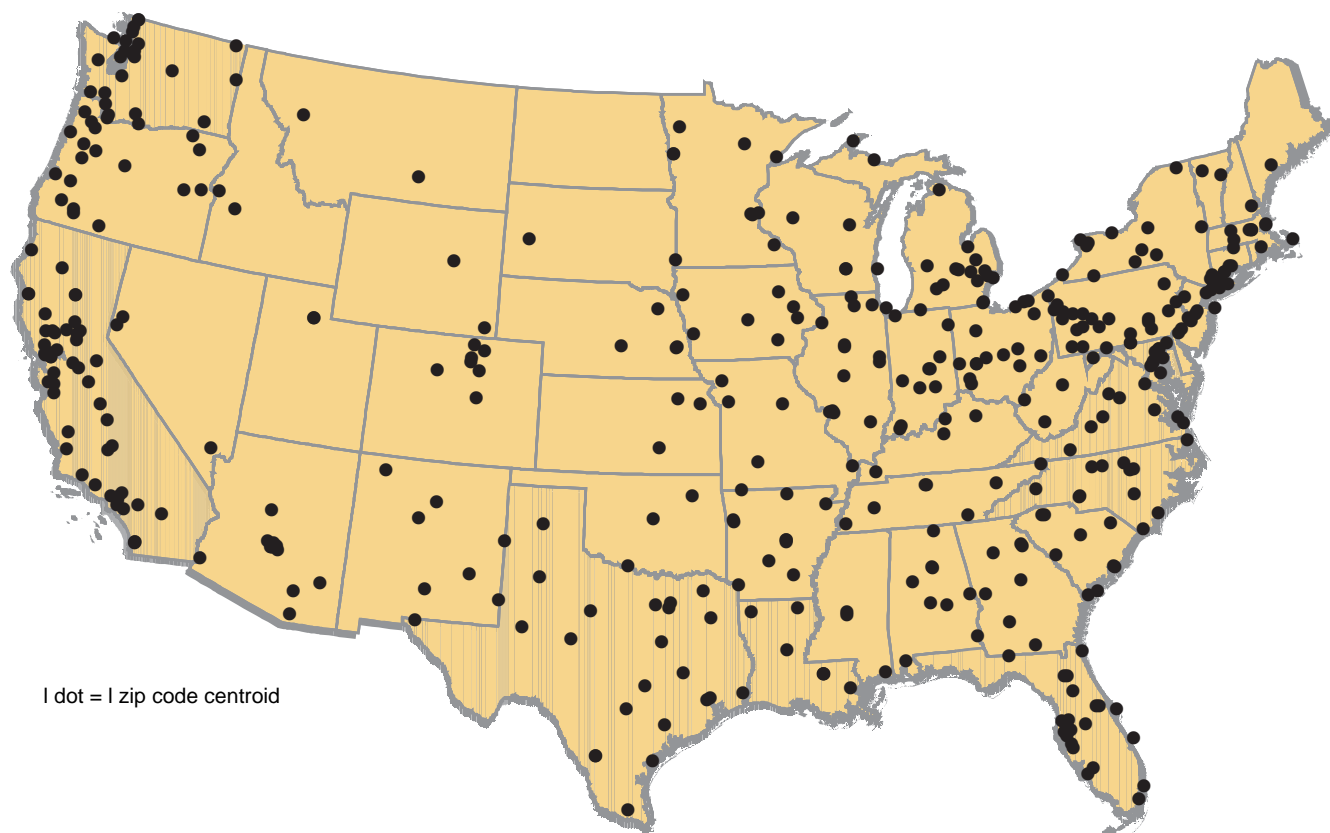 l dot = l zip code centroid